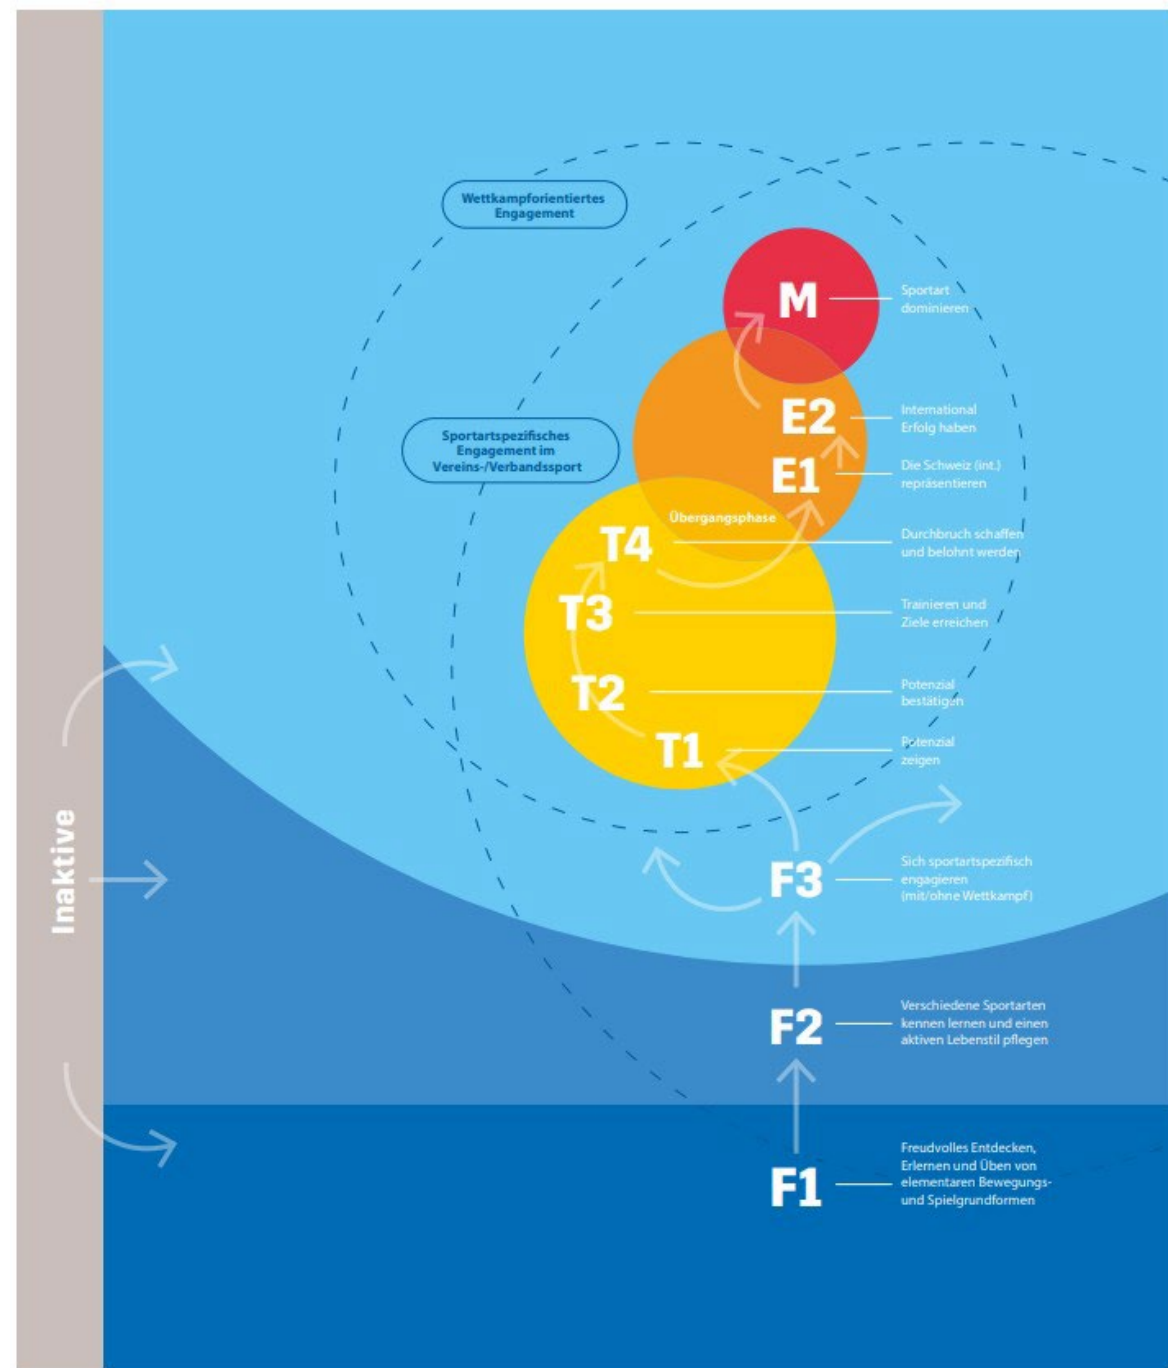 Wettkampforientiertes
Engagement
M
Sportart
dominieren
E2
International
Erfolg haben
Sportartspezifisches
Engagement im
Vereins-/Verbandssport
E1
Die Schweiz (int.)
repräsentieren
Übergangsphase
T4
Durchbruch schaffen
und belohnt werden
T3
Trainieren und
Ziele erreichen
T2
Potenzial
bestätigen
T1
Potenzial
zeigen
Inaktive
F3
Sich sportartspezifisch
engagieren
(mit/ohne Wettkampf)
F2
Verschiedene Sportarten
kennen lernen und einen
aktiven Lebenstil pflegen
F1
Freudvolles Entdecken,
Erlernen und Üben von
elementaren Bewegungs-
und Spielgrundformen